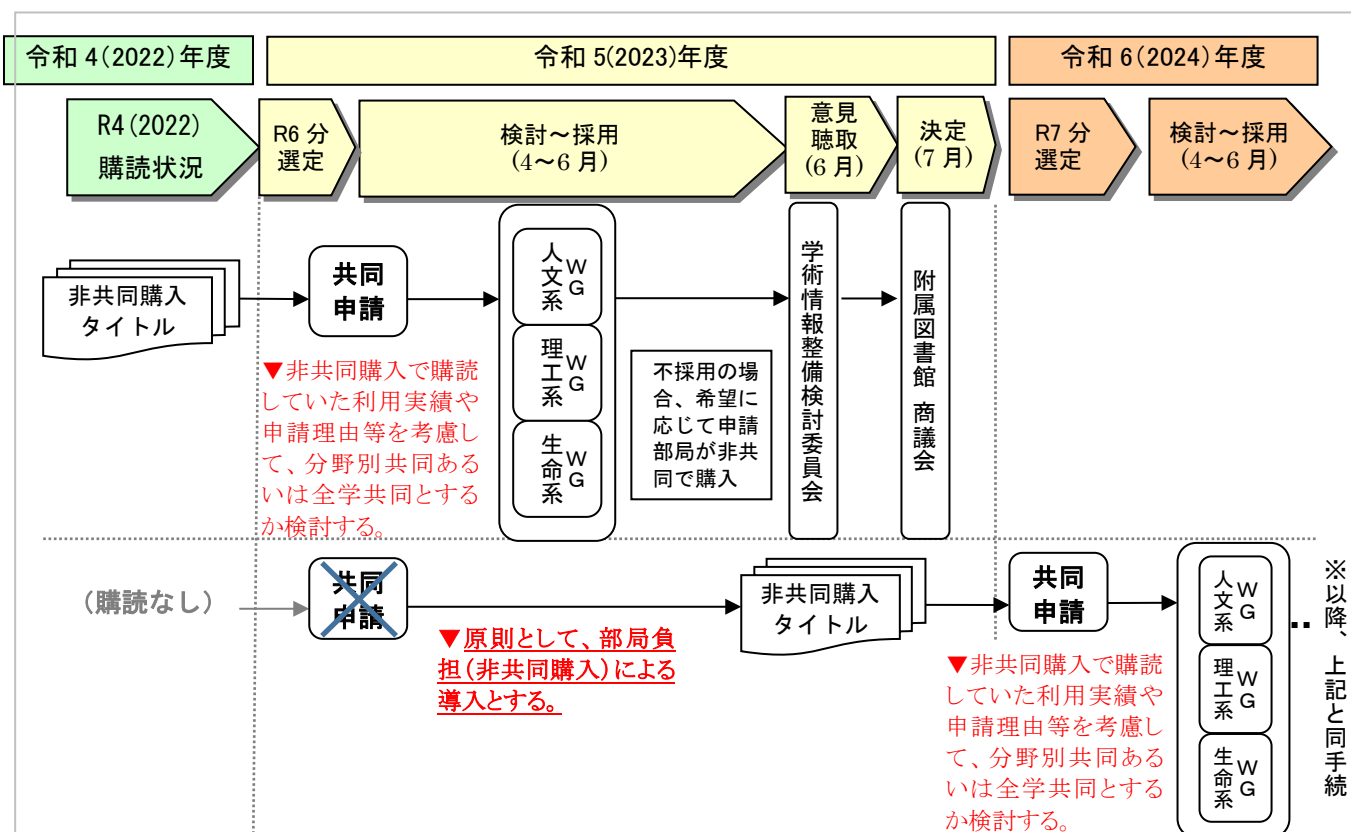 令和 4(2022)年度
令和 5(2023)年度
令和 6(2024)年度
R4(2022)
購読状況
R6 分
選定
検討～採用
(4～6 月)
意見
聴取
(6 月)
決定
(7 月)
R7 分
選定
検討～採用
(4～6 月)
非共同購入
タイトル
共同
申請
人文系
WG
理工系
WG
生命系
WG
▼非共同購入で購読
していた利用実績や
申請理由等を考慮し
て、分野別共同ある
いは全学共同とする
か検討する。
不採用の場
合、希望に
応じて申請
部局が非共
同で購入
学術情報整備検討委員会
附属図書館 商議会
(購読なし)
共同
申請
▼原則として、部局負
担(非共同購入)による
導入とする。
非共同購入
タイトル
共同
申請
▼非共同購入で購読
していた利用実績や
申請理由等を考慮し
て、分野別共同ある
いは全学共同とする
か検討する。
人文系
WG
理工系
WG
生命系
WG
‥
※以降、上記と同手続